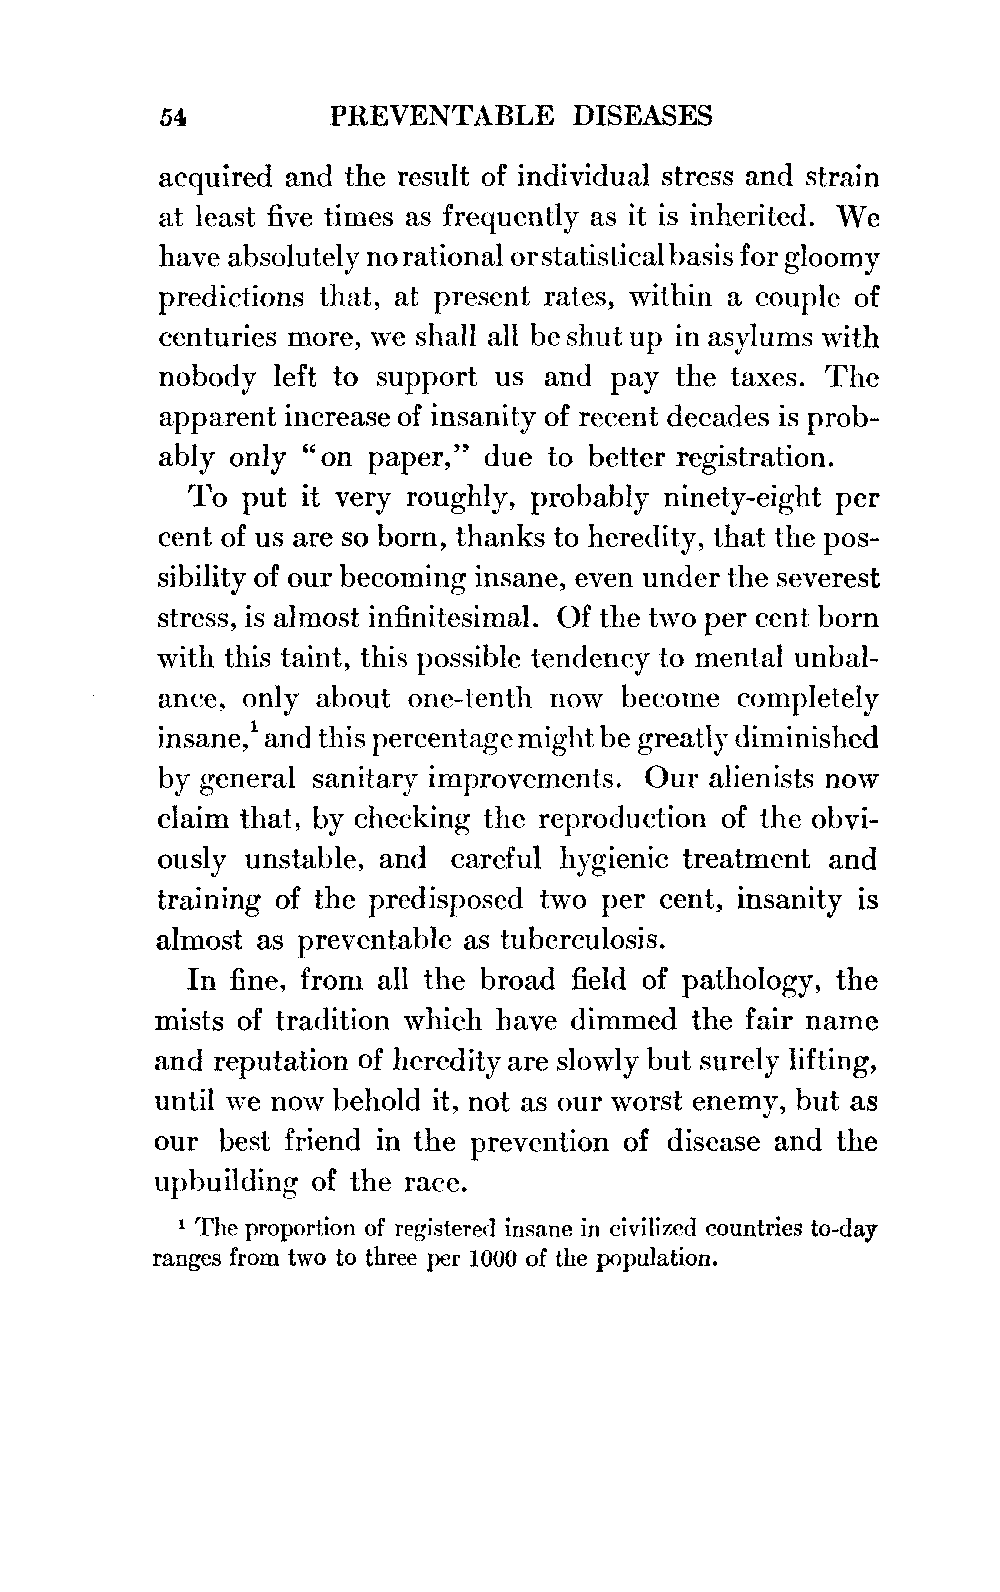 54 PREVENTABLE DISEASES
acquired and the result of individual stress and strain
at least five times as frequently as it is inherited. We
have absolutely no rational or statistical basis for gloomy
predictions that, at present rates, within a couple of
centuries more, we shall all be shut up in asylums with
nobody left to support us and pay the taxes. The
apparent increase of insanity of recent decades is prob-
ably only "on paper," due to better registration.
To put it very roughly, probably ninety-eight per
cent of us are so born, thanks to heredity, that the pos-
sibility of our becoming insane, even under the severest
stress, is almost infinitesimal. Of the two per cent born
with this taint, this possible tendency to mental unbal-
ance, only about one-tenth now become completely
insane,¹ and this percentage might be greatly diminished
by general sanitary improvements. Our alienists now
claim that, by checking the reproduction of the obvi-
ously unstable, and careful hygienic treatment and
training of the predisposed two per cent, insanity is
almost as preventable as tuberculosis.
In fine, from all the broad field of pathology, the
mists of tradition which have dimmed the fair name
and reputation of heredity are slowly but surely lifting,
until we now behold it, not as our worst enemy, but as
our best friend in the prevention of disease and the
upbuilding of the race.
¹ The proportion of registered insane in civilized countries to-day
ranges from two to three per 1000 of the population.